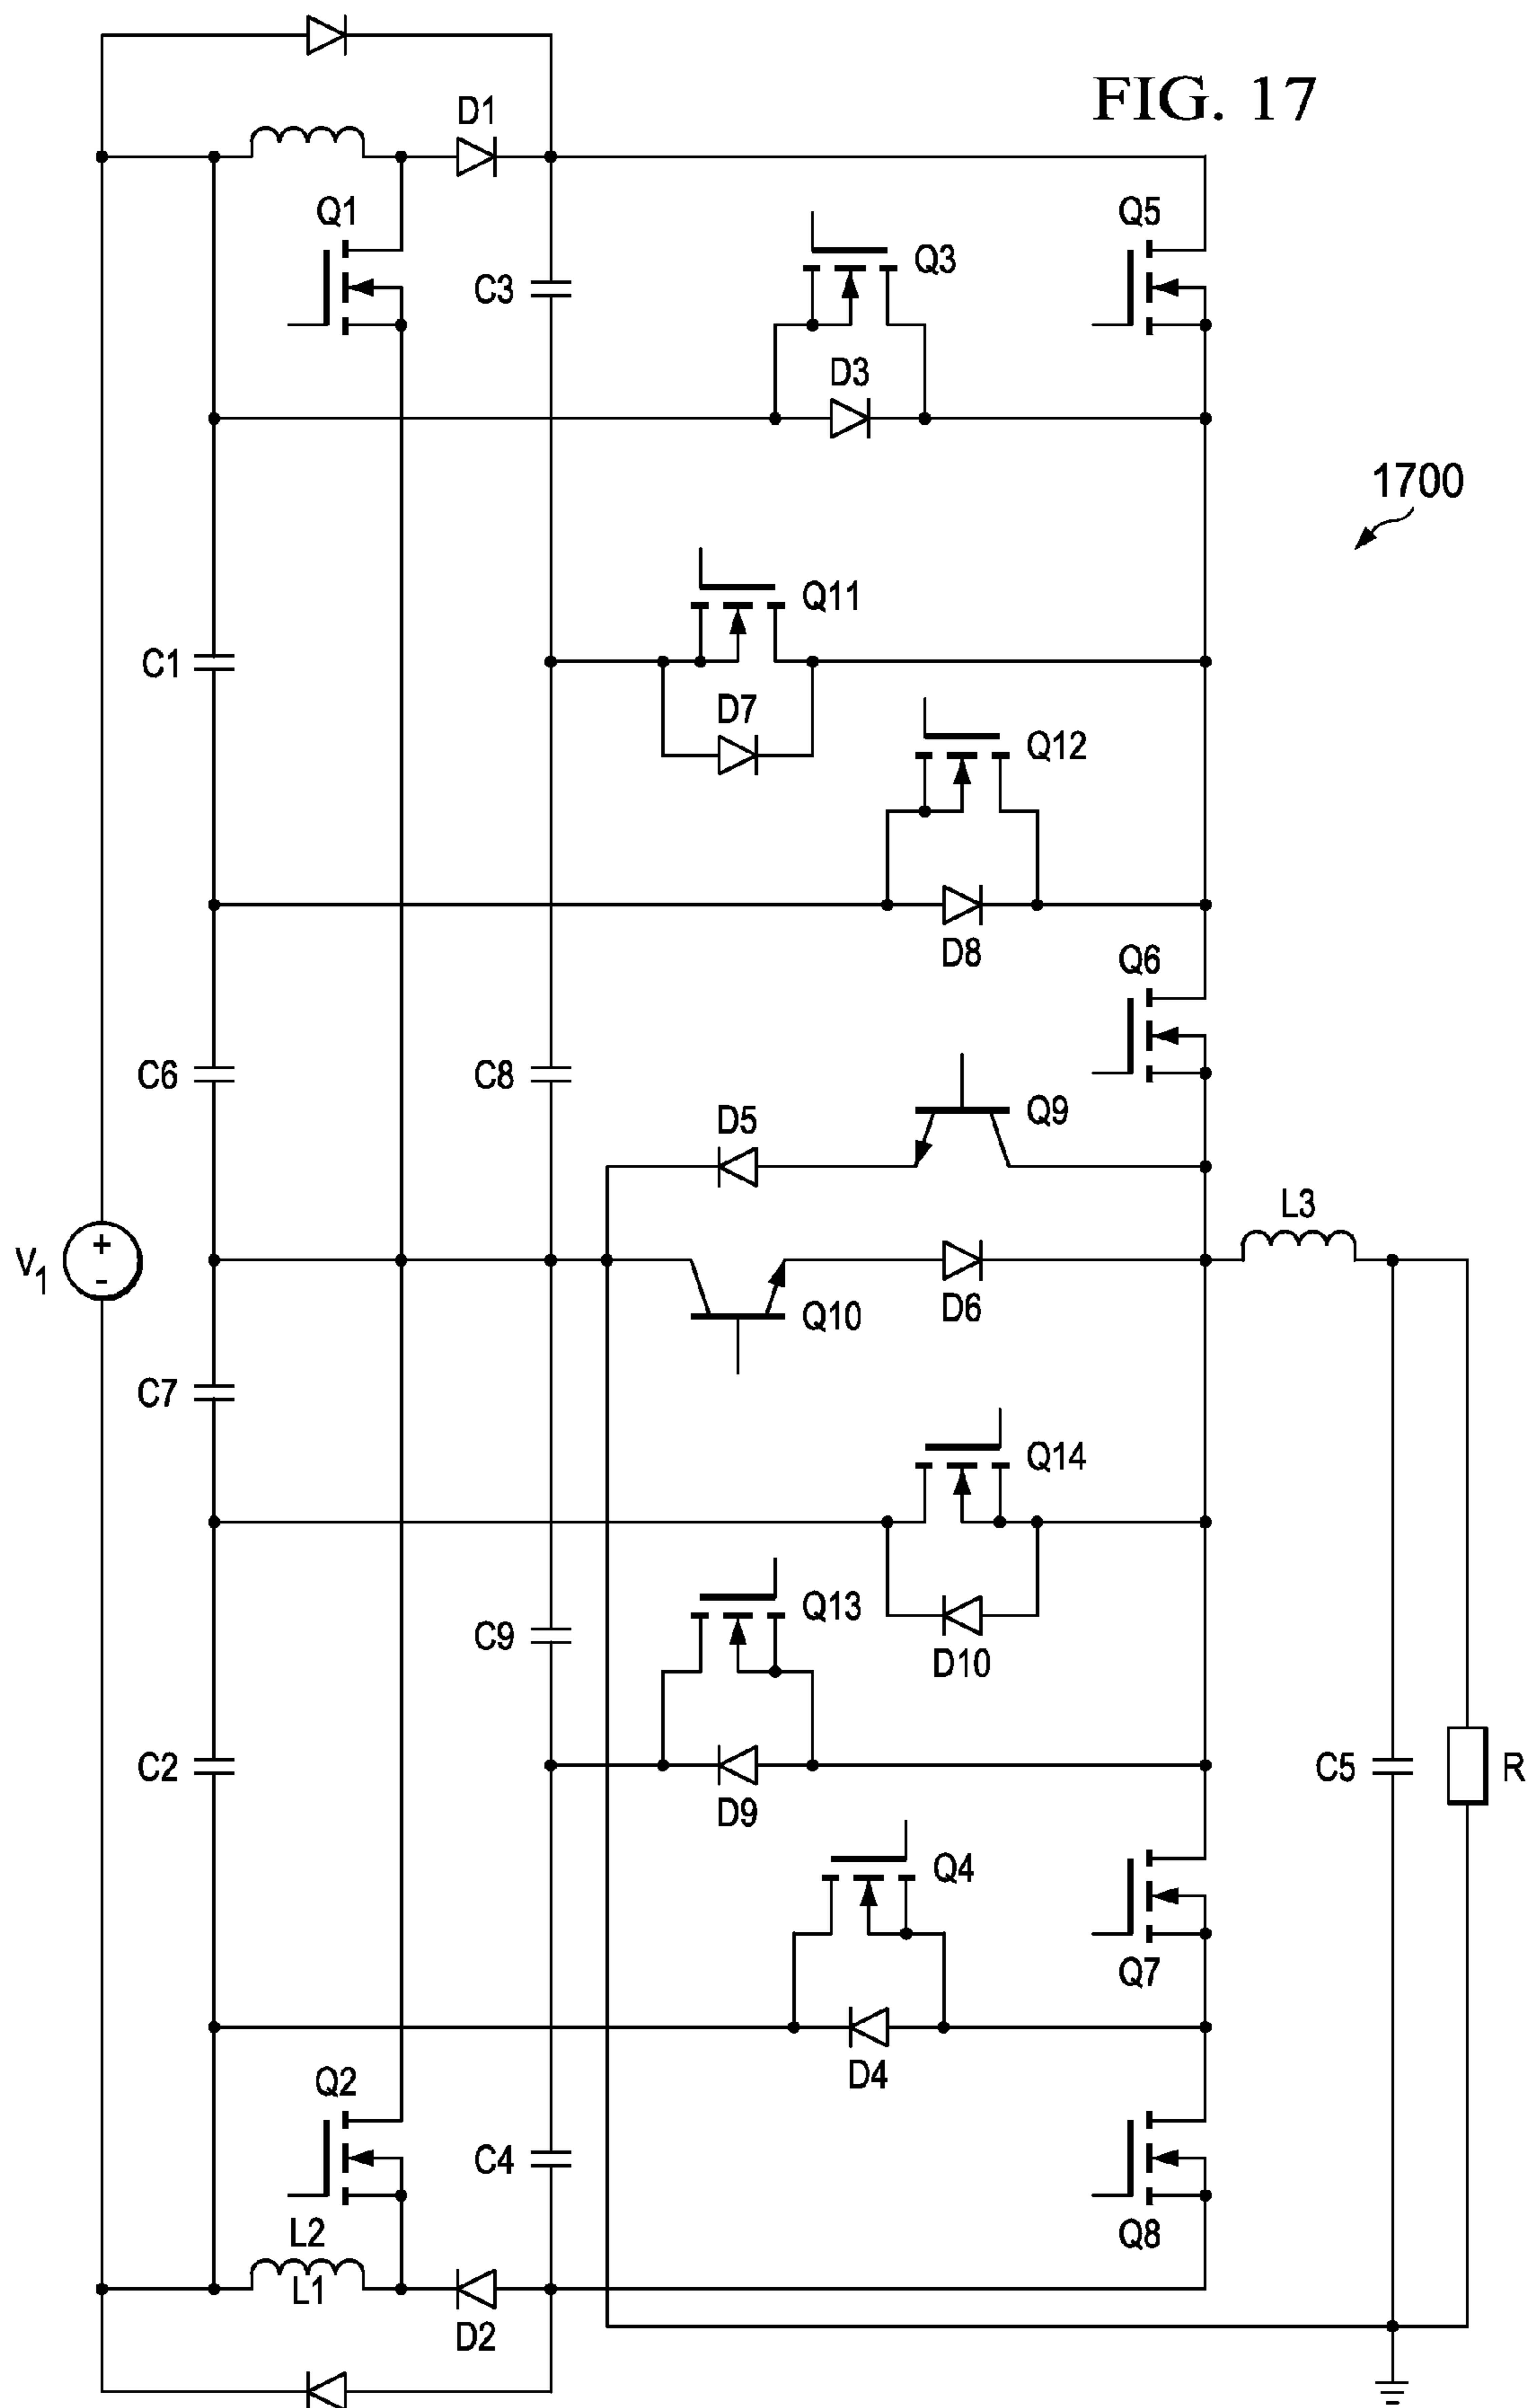 FIG. 17
D1
Q1
Q5
Q3
C3
D3
1700
Q11
C1
D7
Q12
D8
Q6
C6
C8
Q9
D5
L3
V1
+
-
Q10
D6
C7
Q14
Q13
C9
D10
C2
C5
R
D9
Q4
Q7
D4
Q2
C4
L2
Q8
L1
D2